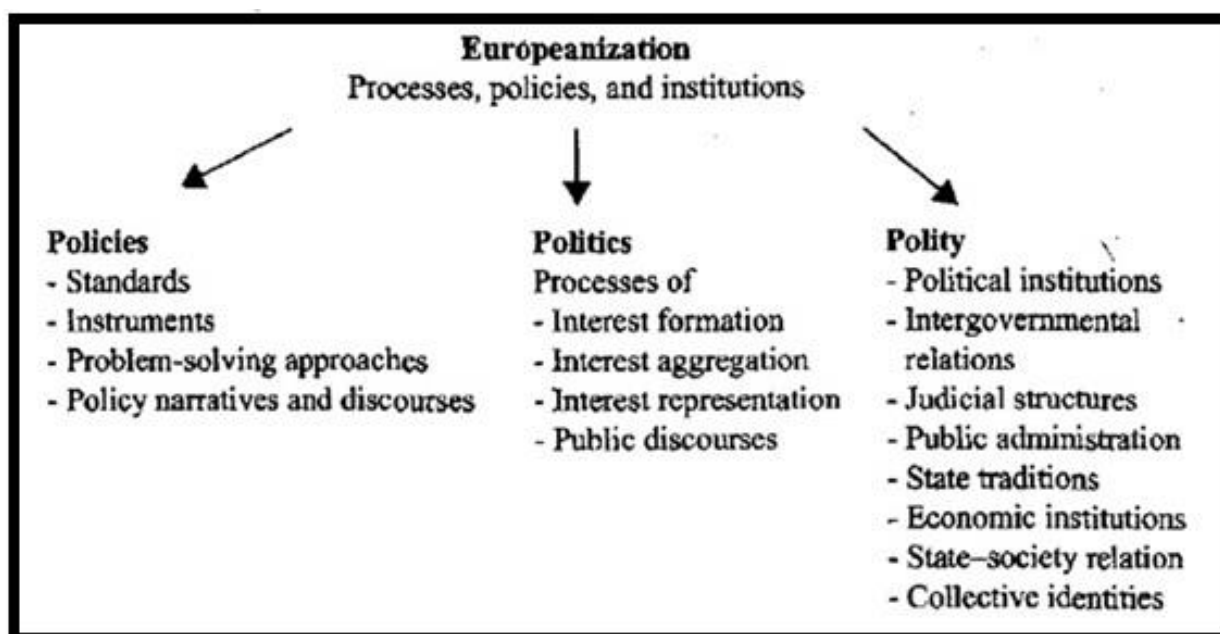 Europeanization
Processes, policies, and institutions
Policies
- Standards
- Instruments
- Problem-solving approaches
- Policy narratives and discourses
Politics
Processes of
- Interest formation
- Interest aggregation
- Interest representation
- Public discourses
Polity
- Political institutions
- Intergovernmental
relations
- Judicial structures
- Public administration
- State traditions
- Economic institutions
- State–society relation
- Collective identities